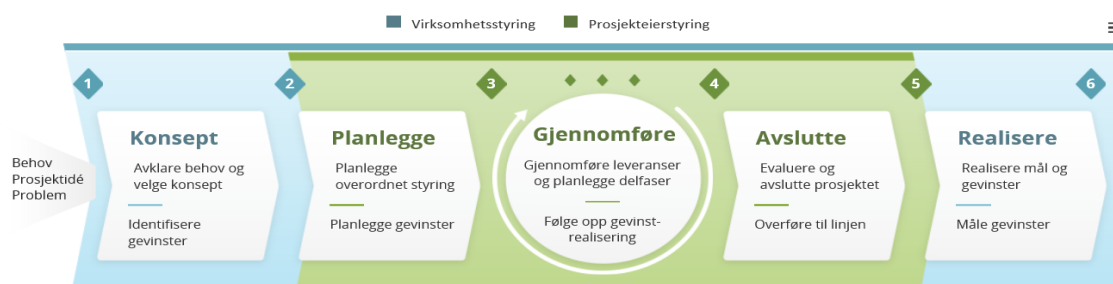 Virksomhetsstyring
Prosjekteierstyring
1
2
3
4
5
6
Behov
Prosjektidé
Problem
Konsept
Avklare behov og
velge konsept
Identifisere
gevinster
Planlegge
Planlegge
overordnet styring
Planlegge gevinster
Gjennomføre
Gjennomføre leveranser
og planlegge delfaser
Følge opp gevinst-
realisering
Avslutte
Evaluere og
avslutte prosjektet
Overføre til linjen
Realisere
Realisere mål og
gevinster
Måle gevinster